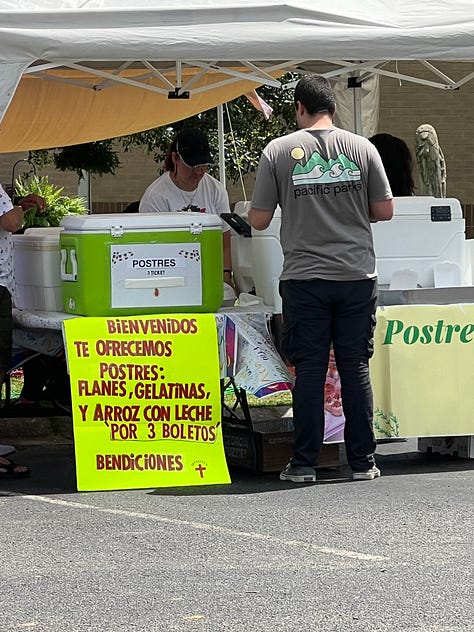 pacific parks
POSTRES
3 TICKET
BIENVENIDOS
TE OFRECEMOS
POSTRES:
FLANES, GELATINAS,
Y ARROZ CON LECHE
'POR 3 BOLETOS'
BENDICIONES
Postre